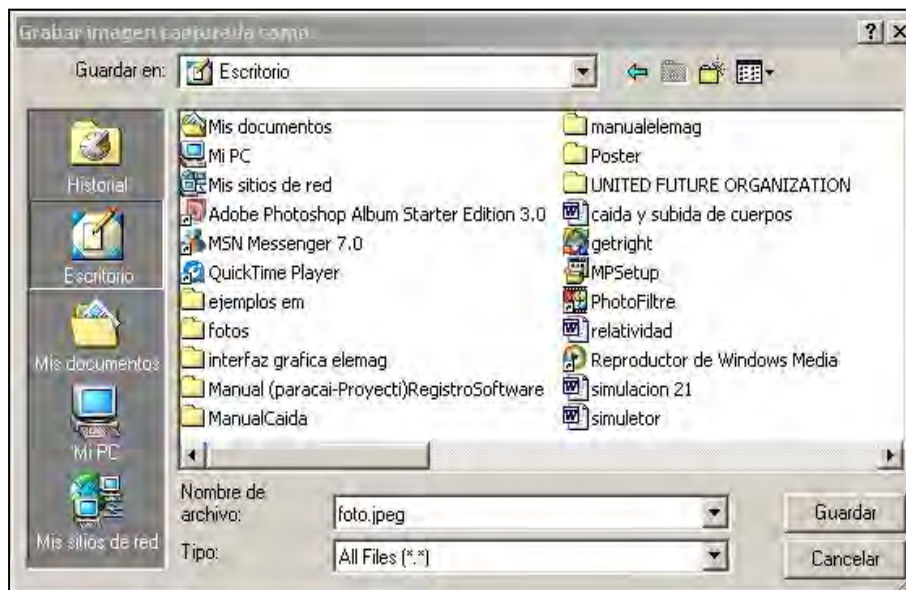 Grabar imagen capturada como
Guardar en: Escritorio
Historial
Escritorio
Mis documentos
Mi PC
Mis sitios de red
Mis documentos
Mi PC
Mis sitios de red
Adobe Photoshop Album Starter Edition 3.0
MSN Messenger 7.0
QuickTime Player
ejemplos em
fotos
interfaz grafica elemag
Manual (paracai-Proyecti)RegistroSoftware
ManualCaida
manualelemag
Poster
UNITED FUTURE ORGANIZATION
caida y subida de cuerpos
getright
MPSetup
PhotoFiltre
relatividad
Reproductor de Windows Media
simulacion 21
simuletor
Nombre de
archivo:
foto.jpeg
Guardar
Tipo:
All Files (*.*)
Cancelar